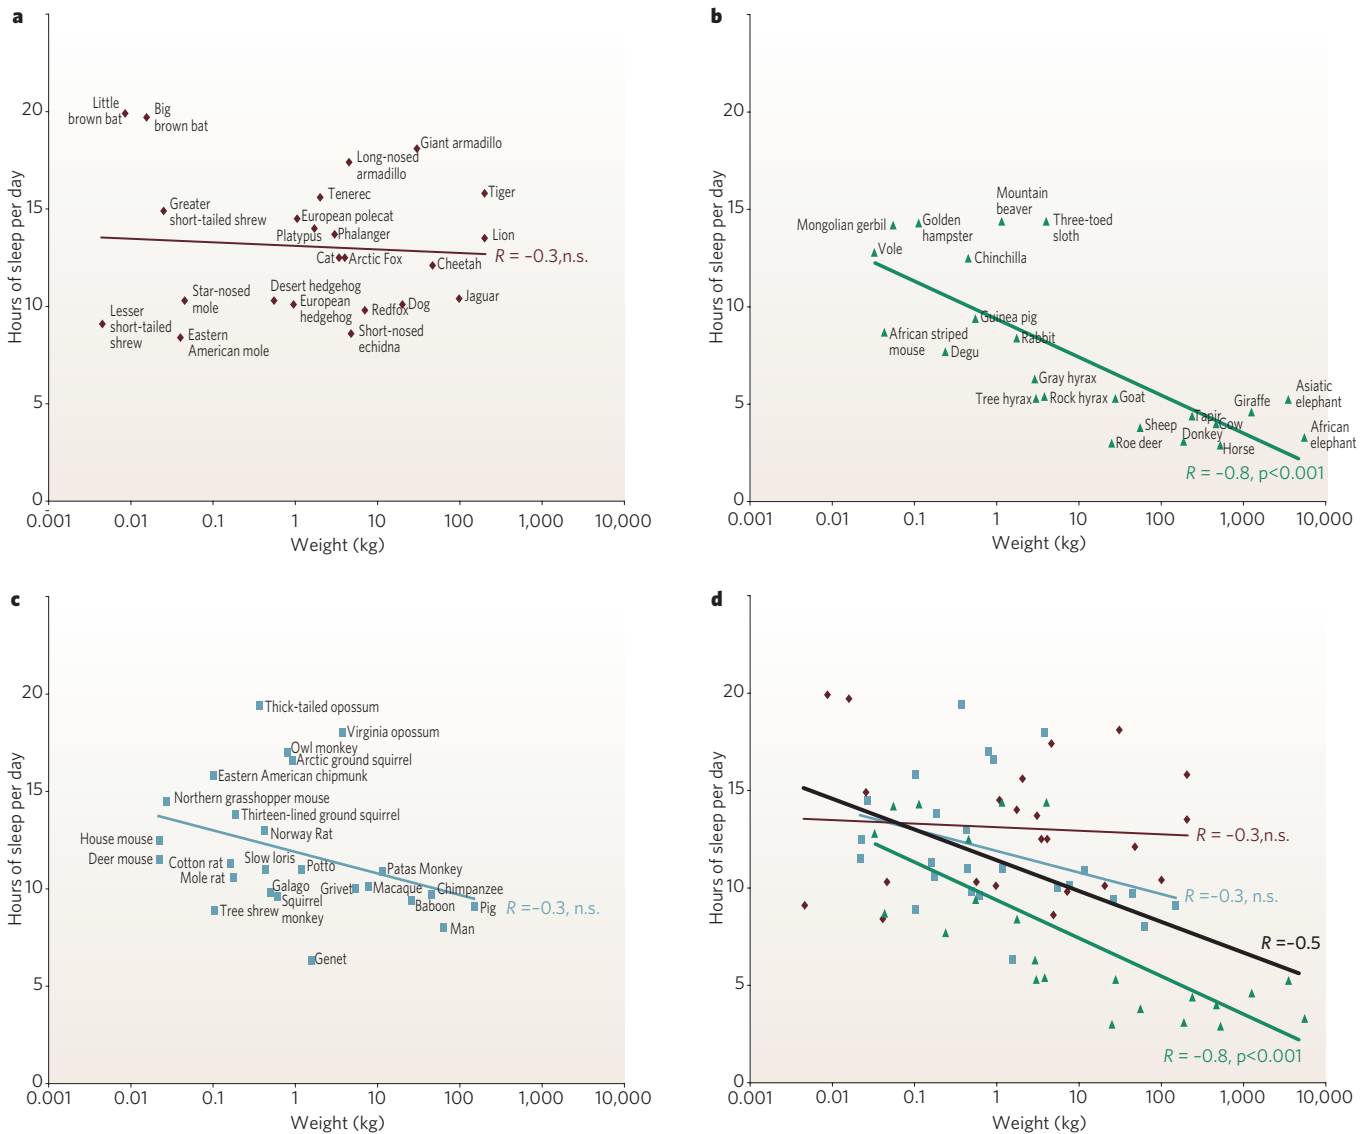 a
Hours of sleep per day
20
15
10
5
0
Little
brown bat
Big
brown bat
Giant armadillo
Long-nosed
armadillo
Tenerec
Tiger
Greater
short-tailed shrew
European polecat
Platypus
Phalanger
Lion
R = –0.3,n.s.
Cat
Arctic Fox
Cheetah
Star-nosed
mole
Desert hedgehog
European
hedgehog
Redfox
Dog
Jaguar
Lesser
short-tailed
shrew
Eastern
American mole
Short-nosed
echidna
0.001
0.01
0.1
1
10
100
1,000
10,000
Weight (kg)
b
Hours of sleep per day
20
15
10
5
0
Mongolian gerbil
Golden
hampster
Mountain
beaver
Three-toed
sloth
Vole
Chinchilla
Guinea pig
African striped
mouse
Rabbit
Degu
Gray hyrax
Tree hyrax
Rock hyrax
Goat
Giraffe
Asiatic
elephant
Tapir
Cow
Sheep
Donkey
African
elephant
Roe deer
Horse
R = –0.8, p<0.001
0.001
0.01
0.1
1
10
100
1,000
10,000
Weight (kg)
c
Hours of sleep per day
20
15
10
5
0
Thick-tailed opossum
Virginia opossum
Owl monkey
Arctic ground squirrel
Eastern American chipmunk
Northern grasshopper mouse
Thirteen-lined ground squirrel
House mouse
Norway Rat
Deer mouse
Cotton rat
Slow loris
Potto
Patas Monkey
Mole rat
Galago
Squirrel
monkey
Grivet
Macaque
Chimpanzee
Tree shrew
Baboon
Pig
R =–0.3, n.s.
Man
Genet
0.001
0.01
0.1
1
10
100
1,000
10,000
Weight (kg)
d
Hours of sleep per day
20
15
10
5
0
R = –0.3,n.s.
R = –0.3, n.s.
R =–0.5
R = –0.8, p<0.001
0.001
0.01
0.1
1
10
100
1,000
10,000
Weight (kg)